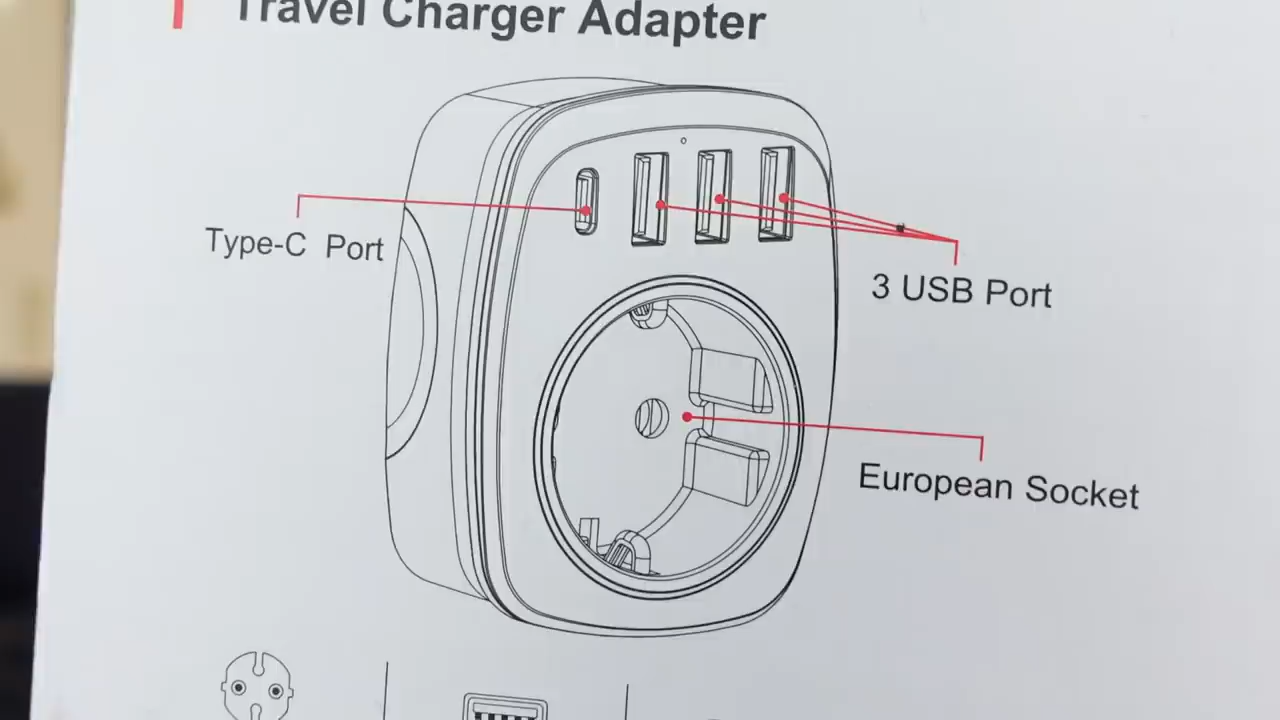 Travel Charger Adapter
Type-C Port
3 USB Port
European Socket